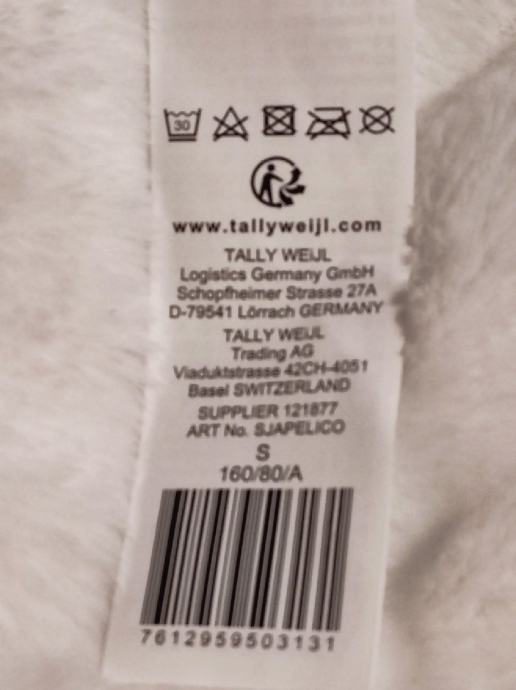 30
www.tallyweijl.com
TALLY WEiJL
Logistics Germany GmbH
Schopfheimer Strasse 27A
D-79541 Lörrach GERMANY
TALLY WEiJL
Trading AG
Viaduktstrasse 42CH-4051
Basel SWITZERLAND
SUPPLIER 121877
ART No. SJAPELICO
S
160/80/A
7612959503131